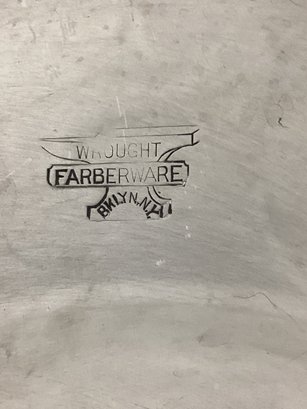 WROUGHT
FARBERWARE
BKLYN, N.Y.